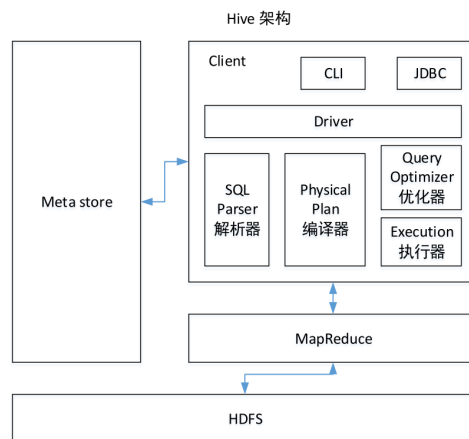 Hive 架构
Client
CLI
JDBC
Driver
Meta store
SQL
Parser
解析器
Physical
Plan
编译器
Query
Optimizer
优化器
Execution
执行器
MapReduce
HDFS